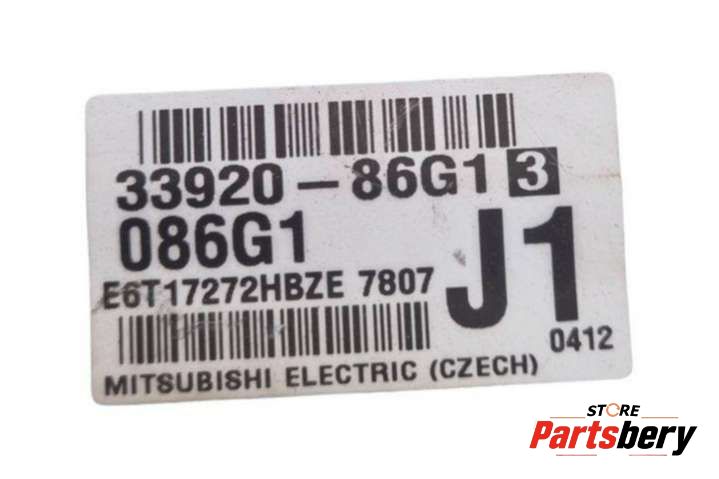 33920-86G1 3
086G1
J1
E6T17272HBZE 7807
0412
MITSUBISHI ELECTRIC (CZECH)
STORE
Partsbery